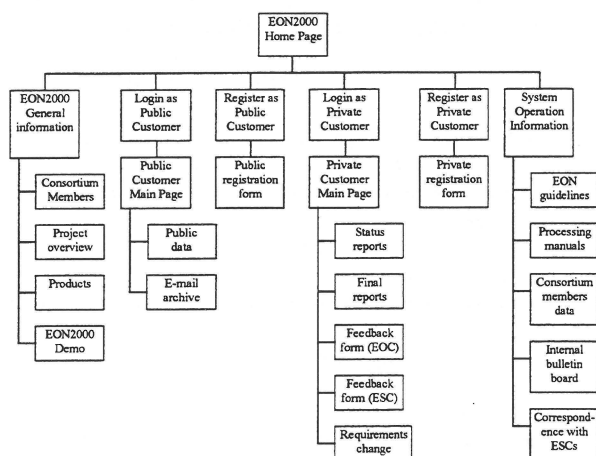 EON2000
Home Page
EON2000
General
information
Login as
Public
Customer
Register as
Public
Customer
Login as
Private
Customer
Register as
Private
Customer
System
Operation
Information
Public
Customer
Main Page
Public
registration
form
Private
Customer
Main Page
Private
registration
form
Consortium
Members
Project
overview
Products
EON2000
Demo
Public
data
E-mail
archive
Status
reports
Final
reports
Feedback
form (EOC)
Feedback
form (ESC)
Requirements
change
EON
guidelines
Processing
manuals
Consortium
members
data
Internal
bulletin
board
Correspond-
ence with
ESCs